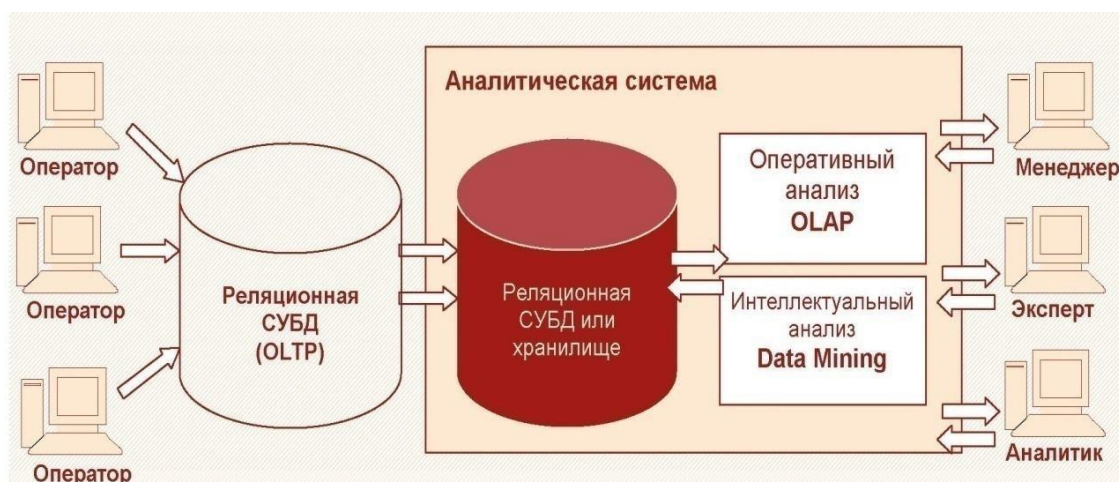 Аналитическая система
Оператор
Оператор
Оператор
Реляционная
СУБД
(OLTP)
Реляционная
СУБД или
хранилище
Оперативный
анализ
OLAP
Интеллектуальный
анализ
Data Mining
Менеджер
Эксперт
Аналитик